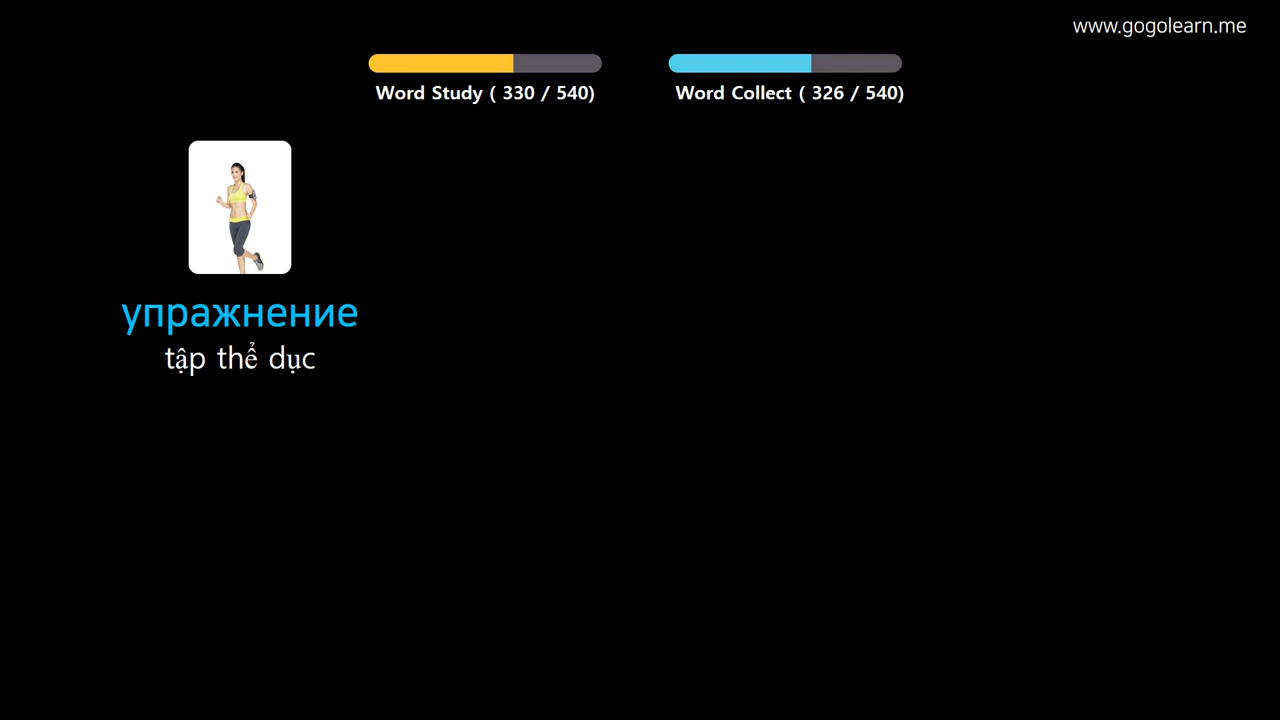 www.gogolearn.me
Word Study ( 330 / 540)
Word Collect ( 326 / 540)
упражнение
tập thể dục